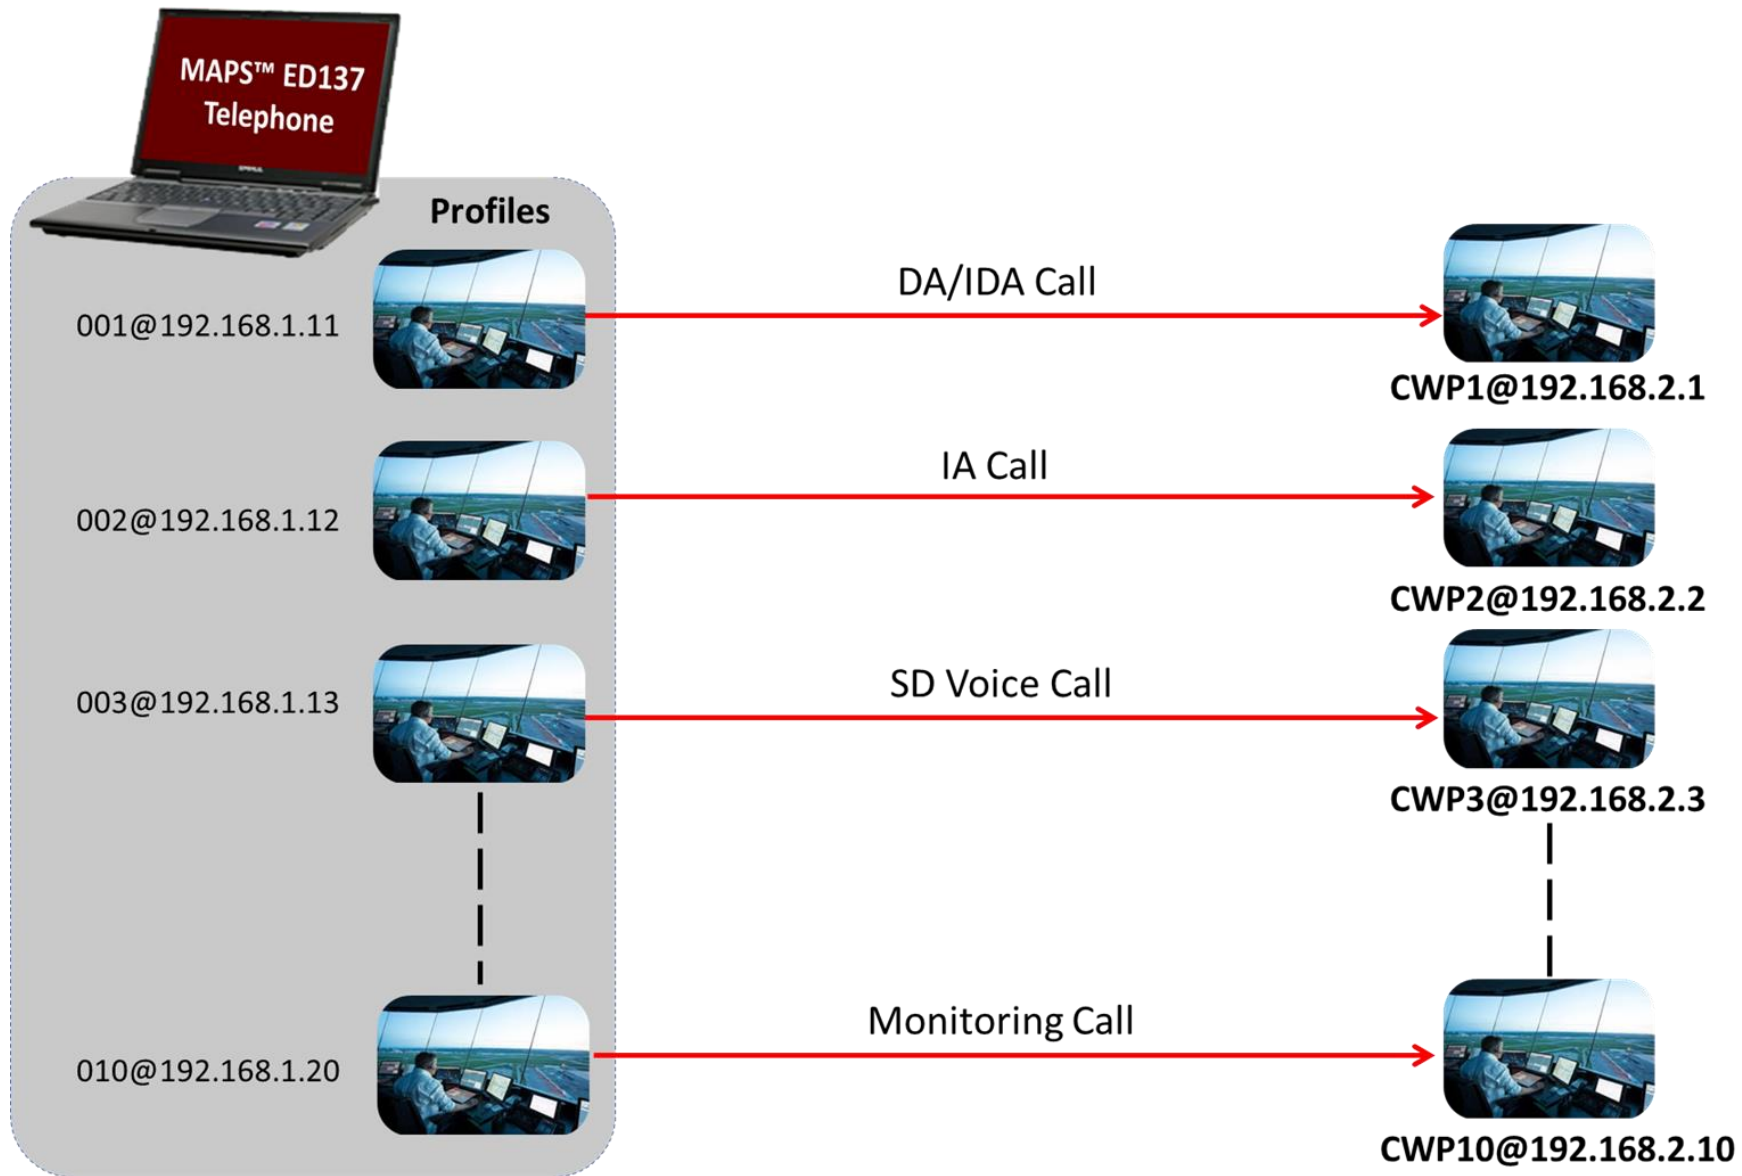 MAPS™ ED137
Telephone
Profiles
001@192.168.1.11
DA/IDA Call
CWP1@192.168.2.1
002@192.168.1.12
IA Call
CWP2@192.168.2.2
003@192.168.1.13
SD Voice Call
CWP3@192.168.2.3
010@192.168.1.20
Monitoring Call
CWP10@192.168.2.10